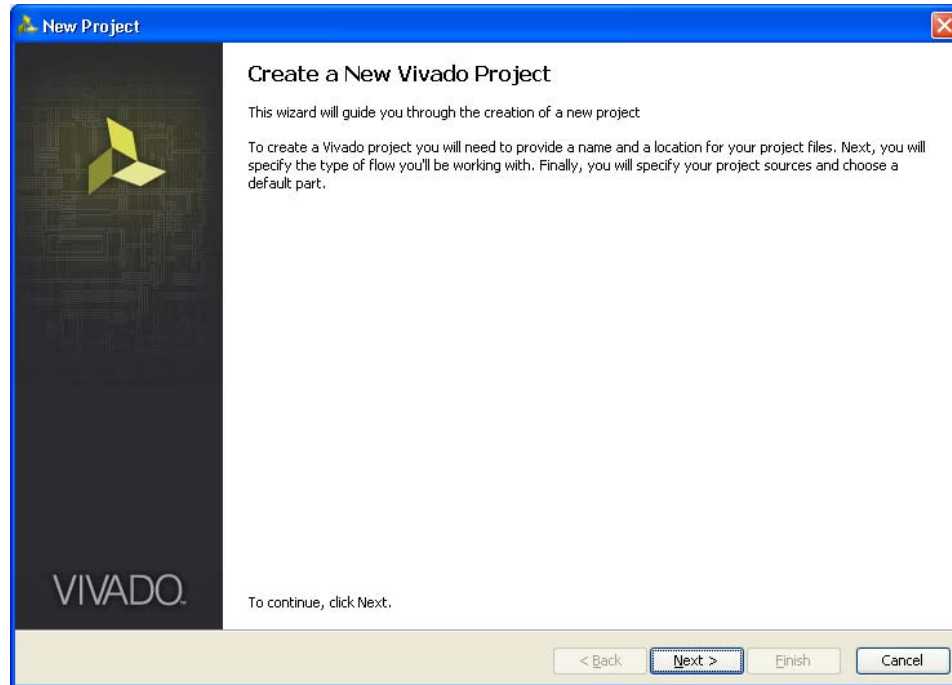 New Project
Create a New Vivado Project
This wizard will guide you through the creation of a new project
To create a Vivado project you will need to provide a name and a location for your project files. Next, you will
specify the type of flow you'll be working with. Finally, you will specify your project sources and choose a
default part.
VIVADO™
To continue, click Next.
< Back
Next >
Finish
Cancel